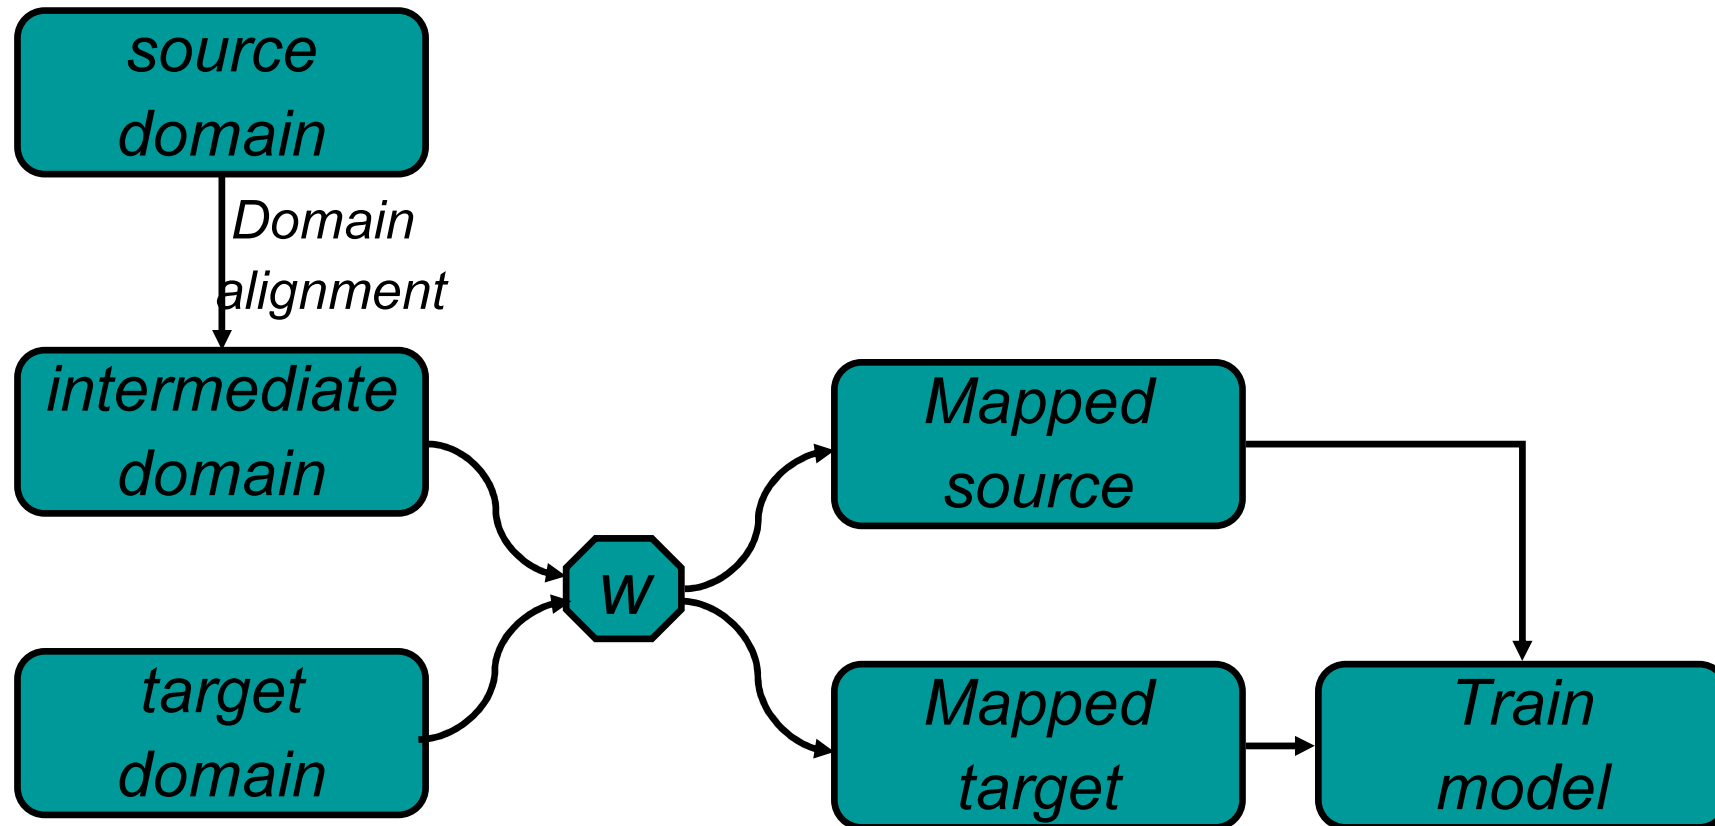 source
domain
Domain
alignment
intermediate
domain
target
domain
w
Mapped
source
Mapped
target
Train
model